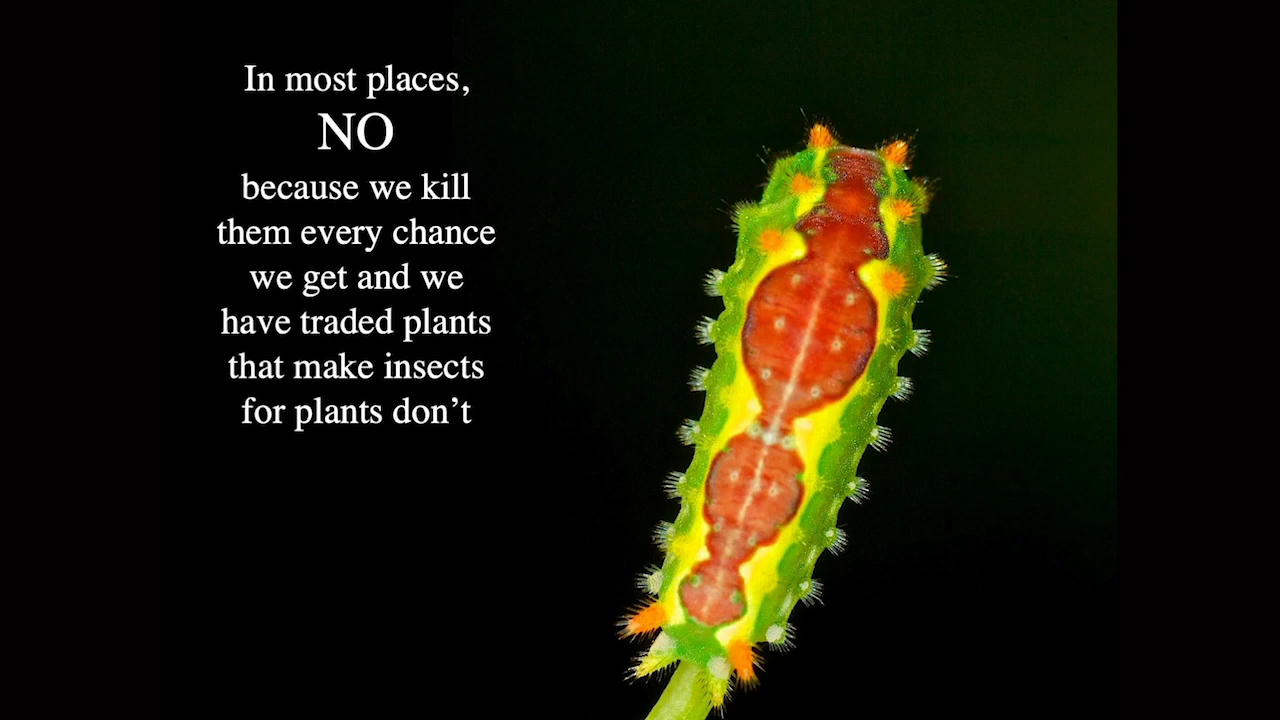 In most places,
NO
because we kill
them every chance
we get and we
have traded plants
that make insects
for plants don’t